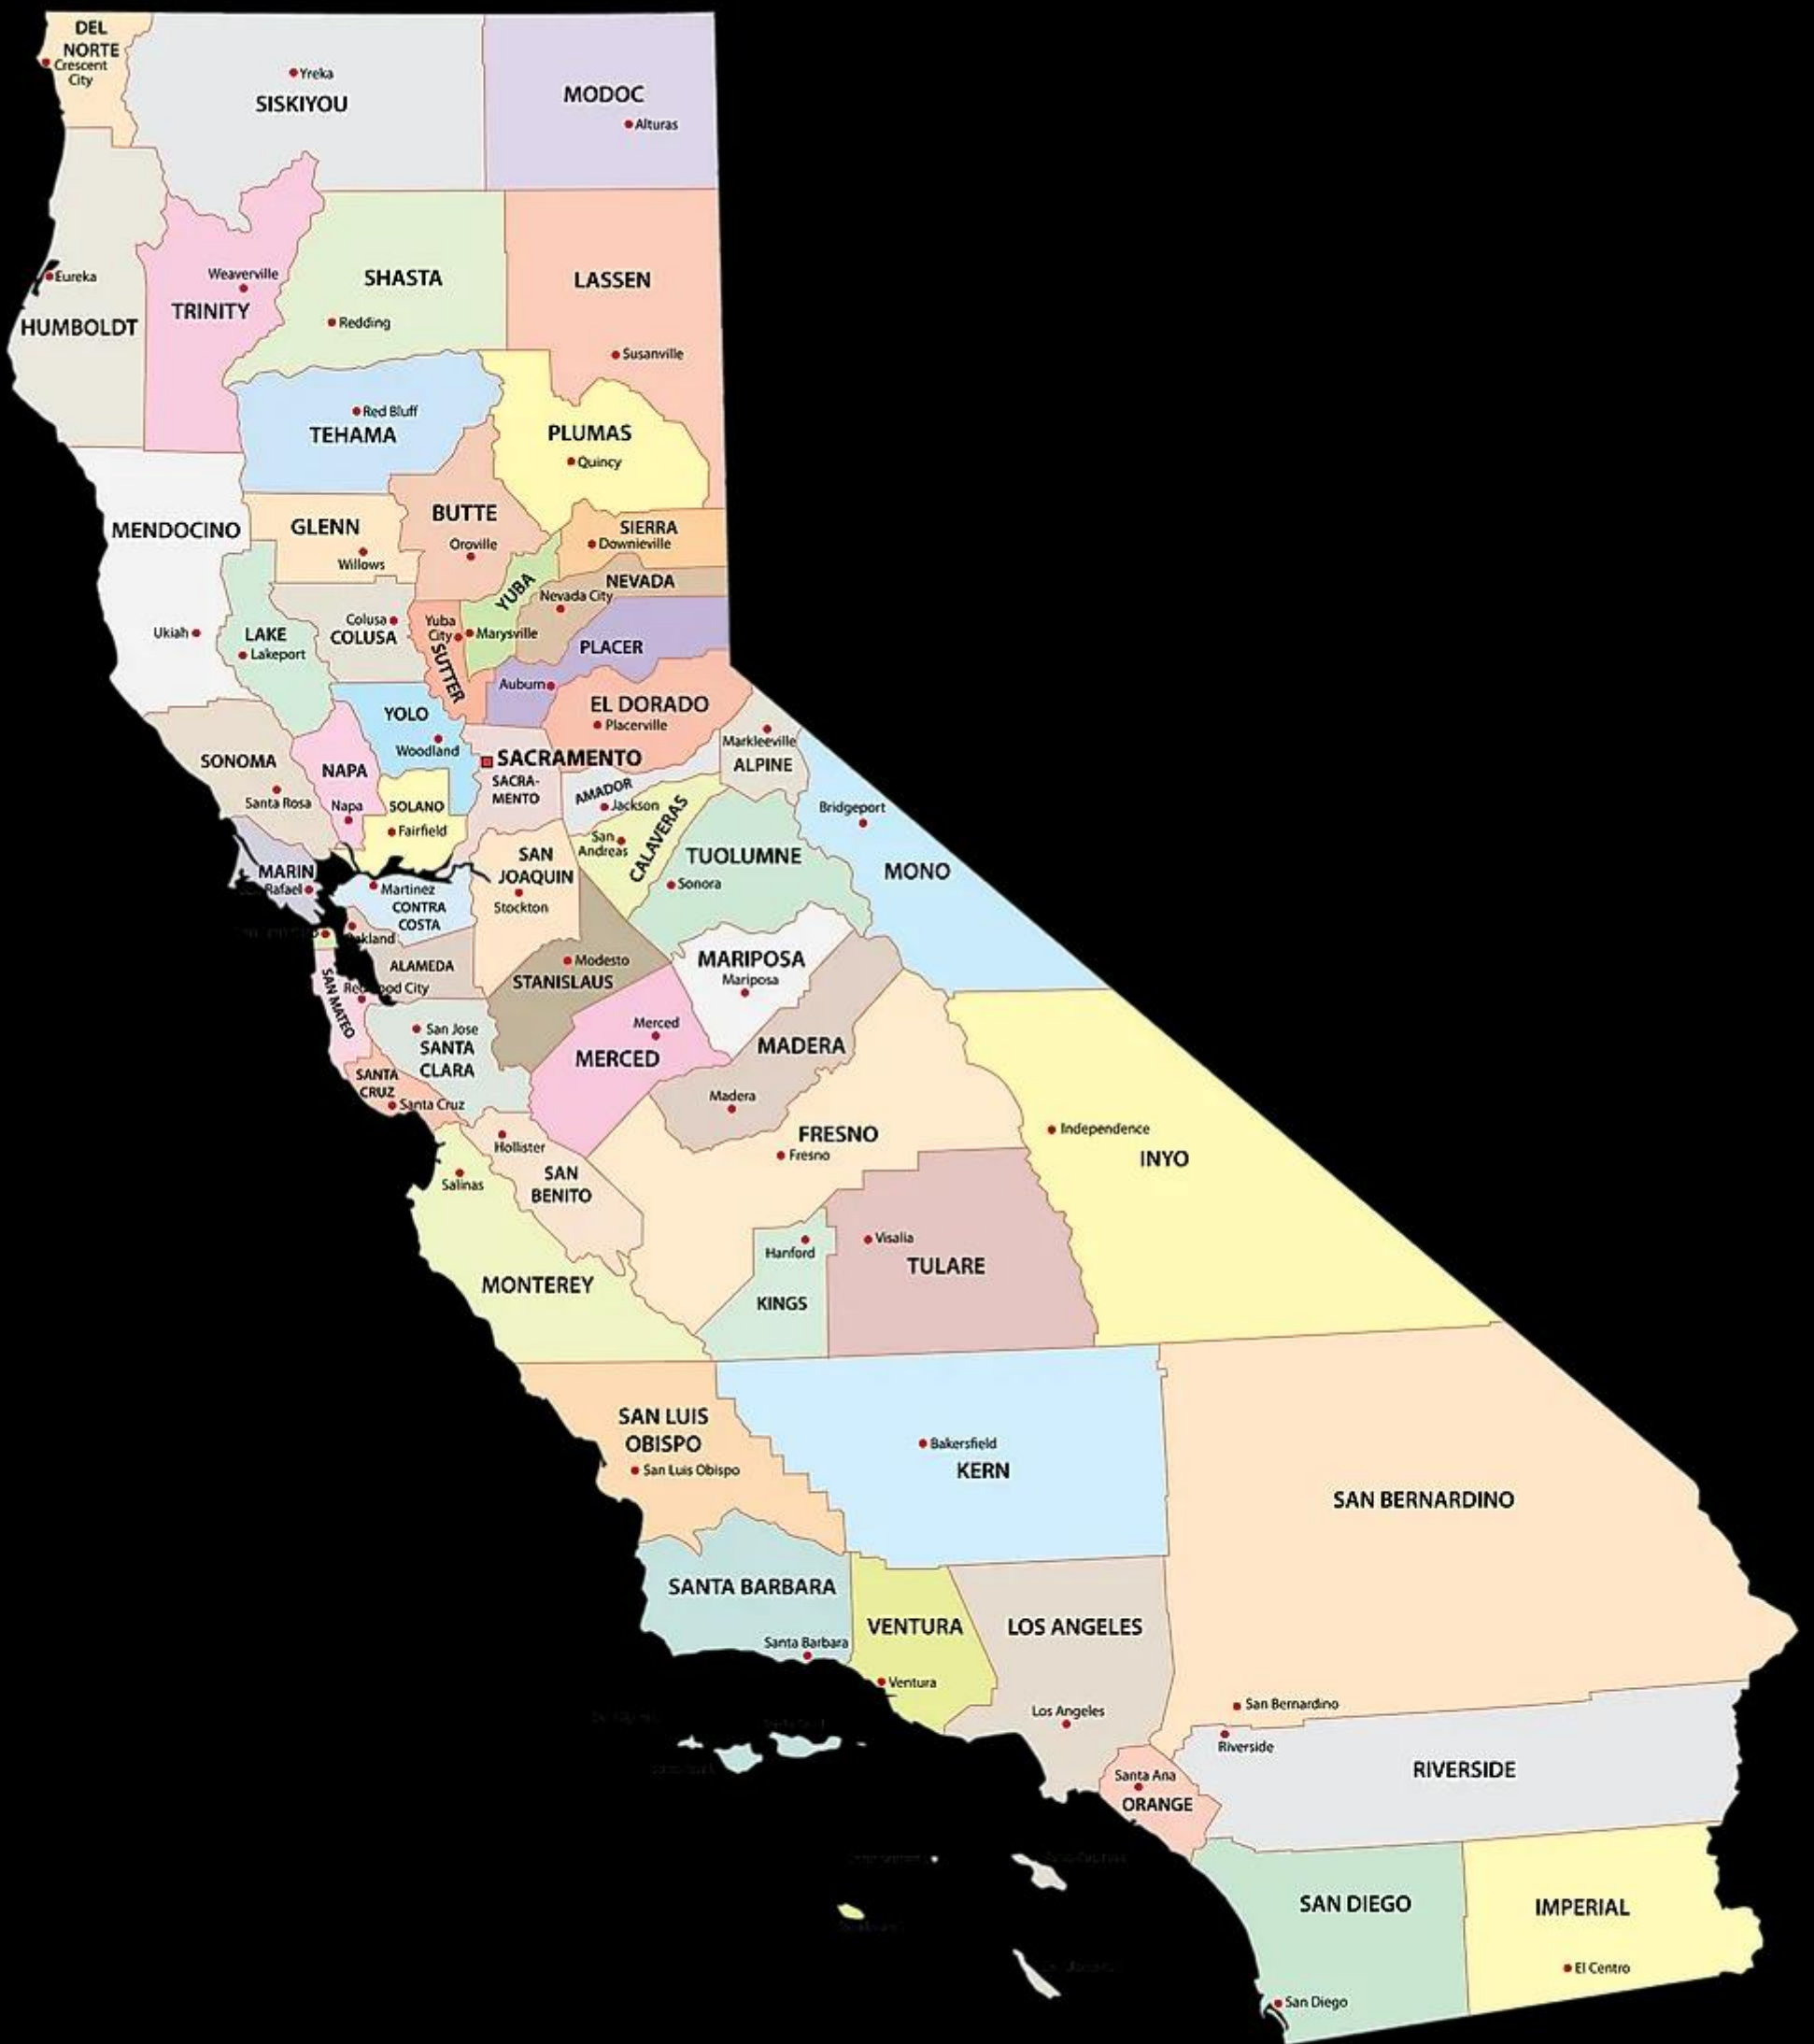 DEL
NORTE
Crescent
City
Yreka
SISKIYOU
MODOC
Alturas
Eureka
HUMBOLDT
Weaverville
TRINITY
SHASTA
Redding
LASSEN
Susanville
Red Bluff
TEHAMA
PLUMAS
Quincy
MENDOCINO
Ukiah
GLENN
Willows
BUTTE
Oroville
SIERRA
Downieville
YUBA
NEVADA
Nevada City
LAKE
Lakeport
Colusa
COLUSA
Yuba
City
SUTTER
Marysville
PLACER
Auburn
EL DORADO
Placerville
YOLO
Woodland
SONOMA
Santa Rosa
NAPA
Napa
SOLANO
Fairfield
SACRAMENTO
SACRA-
MENTO
AMADOR
Jackson
Markleeville
ALPINE
San
Andreas
CALAVERAS
Bridgeport
MONO
TUOLUMNE
Sonora
MARIN
Rafael
Martinez
CONTRA
COSTA
SAN
JOAQUIN
Stockton
Oakland
ALAMEDA
SAN MATEO
Redwood City
Modesto
STANISLAUS
MARIPOSA
Mariposa
San Jose
SANTA
CLARA
SANTA
CRUZ
Santa Cruz
Merced
MERCED
MADERA
Madera
FRESNO
Fresno
Independence
INYO
Hollister
SAN
BENITO
Salinas
MONTEREY
Hanford
KINGS
Visalia
TULARE
SAN LUIS
OBISPO
San Luis Obispo
Bakersfield
KERN
SAN BERNARDINO
San Bernardino
SANTA BARBARA
Santa Barbara
VENTURA
Ventura
LOS ANGELES
Los Angeles
Santa Ana
ORANGE
Riverside
RIVERSIDE
SAN DIEGO
San Diego
IMPERIAL
El Centro